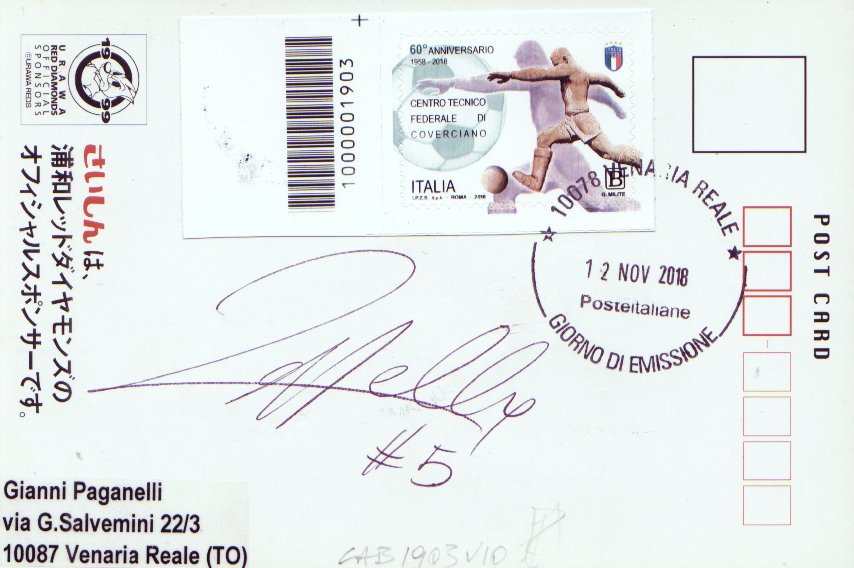 1999
URAWA
RED DIAMONDS
OFFICIAL
SPONSORS
©URAWA REDS
さいしんは、
浦和レッドダイヤモンズの
オフィシャルスポンサーです。
1000001903
60° ANNIVERSARIO
1958 - 2018
CENTRO TECNICO
FEDERALE DI
COVERCIANO
ITALIA
I.P.Z.S. S.p.A. - ROMA - 2018
B
G. MILITE
ITALIA
10078 VENARIA REALE
12 NOV 2018
Posteitaliane
GIORNO DI EMISSIONE
POST CARD
#5
Gianni Paganelli
via G.Salvemini 22/3
10087 Venaria Reale (TO)
CAB1903V10